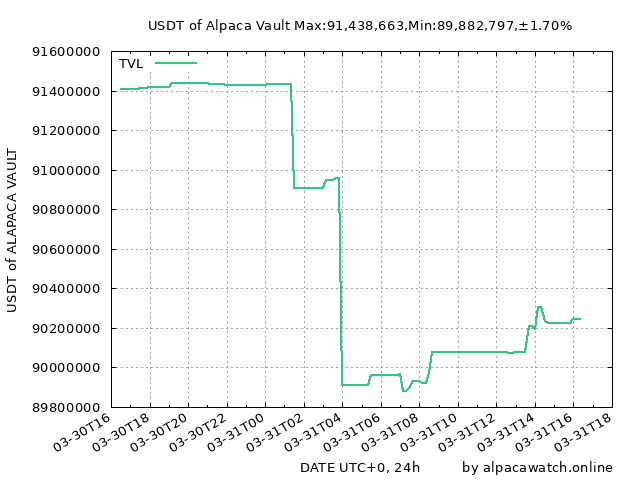 USDT of Alpaca Vault Max:91,438,663,Min:89,882,797,±1.70%
TVL
USDT of ALAPACA VAULT
91600000
91400000
91200000
91000000
90800000
90600000
90400000
90200000
90000000
89800000
03-30T16
03-30T18
03-30T20
03-30T22
03-31T00
03-31T02
03-31T04
03-31T06
03-31T08
03-31T10
03-31T12
03-31T14
03-31T16
03-31T18
DATE UTC+0, 24h
by alpacawatch.online